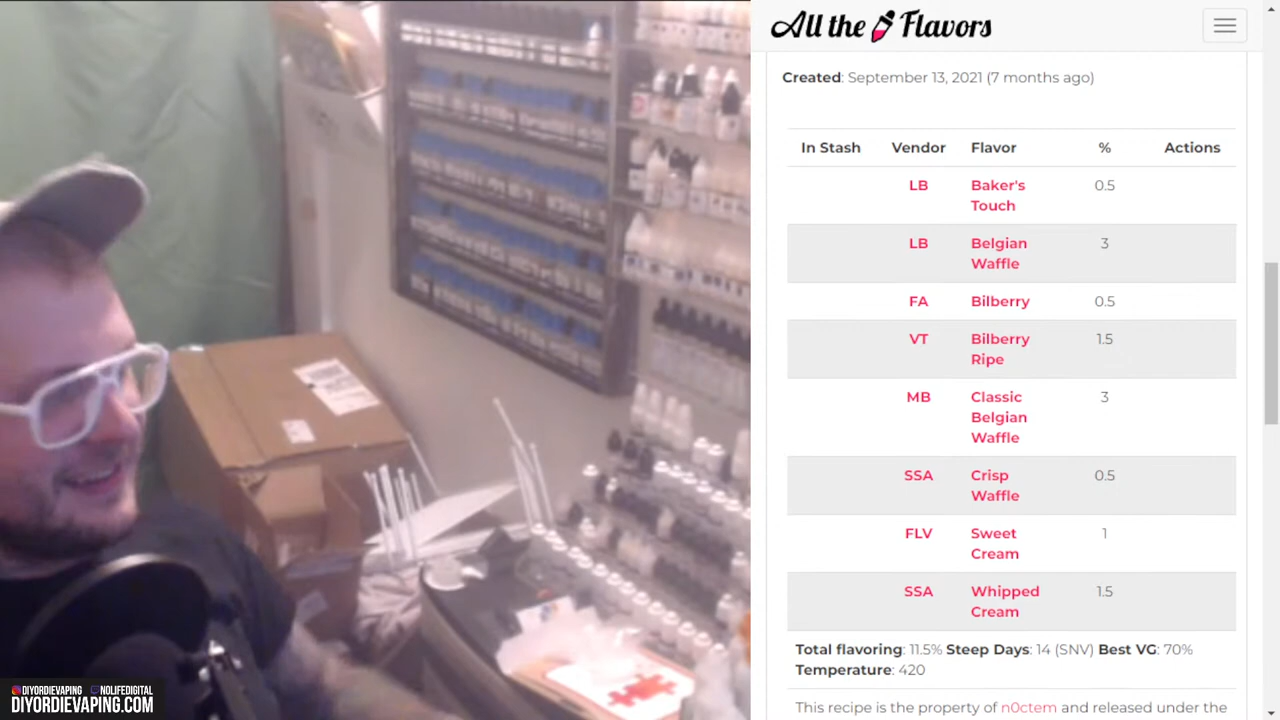 All the Flavors
Created: September 13, 2021 (7 months ago)
In Stash Vendor Flavor % Actions
LB Baker's Touch 0.5
LB Belgian Waffle 3
FA Bilberry 0.5
VT Bilberry Ripe 1.5
MB Classic Belgian Waffle 3
SSA Crisp Waffle 0.5
FLV Sweet Cream 1
SSA Whipped Cream 1.5
Total flavoring: 11.5% Steep Days: 14 (SNV) Best VG: 70%
Temperature: 420
This recipe is the property of n0ctem and released under the
DIYORDIEVAPING NOLIFEDIGITAL
DIYORDIEVAPING.COM